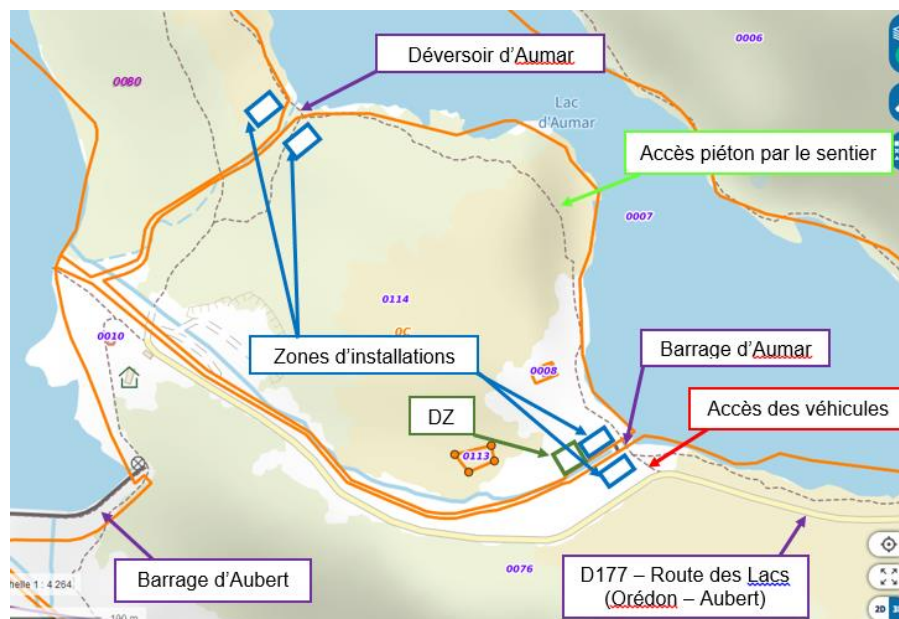 Déversoir d'Aumar
0006
0080
Lac
d'Aumar
Accès piéton par le sentier
0007
0114
0C
0010
Zones d'installations
0008
Barrage d'Aumar
DZ
Accès des véhicules
0113
Barrage d'Aubert
0076
D177 – Route des Lacs
(Orédon – Aubert)
helle 1 : 4 264
190 m
2D